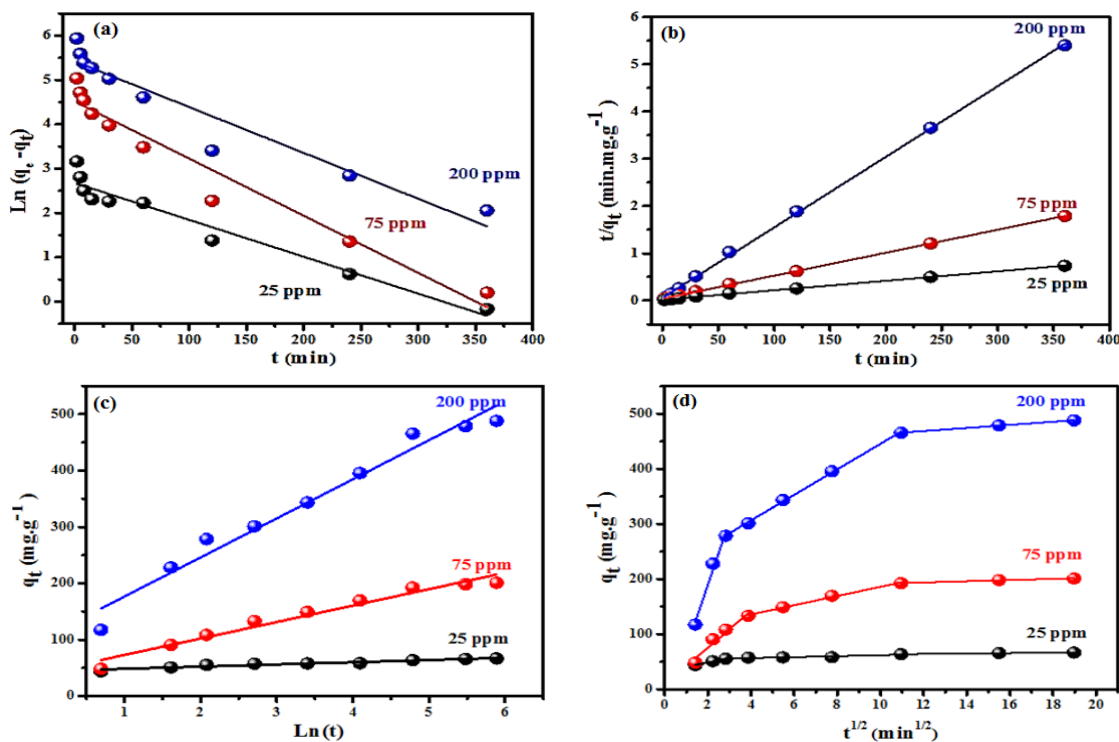 (a)
Ln (qₑ -qₜ)
6
5
4
3
2
1
0
200 ppm
75 ppm
25 ppm
0 50 100 150 200 250 300 350 400
t (min)
(b)
t/qₜ (min.mg.g⁻¹)
6
5
4
3
2
1
0
200 ppm
75 ppm
25 ppm
0 50 100 150 200 250 300 350 400
t (min)
(c)
qₜ (mg.g⁻¹)
500
400
300
200
100
0
200 ppm
75 ppm
25 ppm
1 2 3 4 5 6
Ln (t)
(d)
qₜ (mg.g⁻¹)
500
400
300
200
100
0
200 ppm
75 ppm
25 ppm
0 2 4 6 8 10 12 14 16 18 20
t¹ᐟ² (min¹ᐟ²)